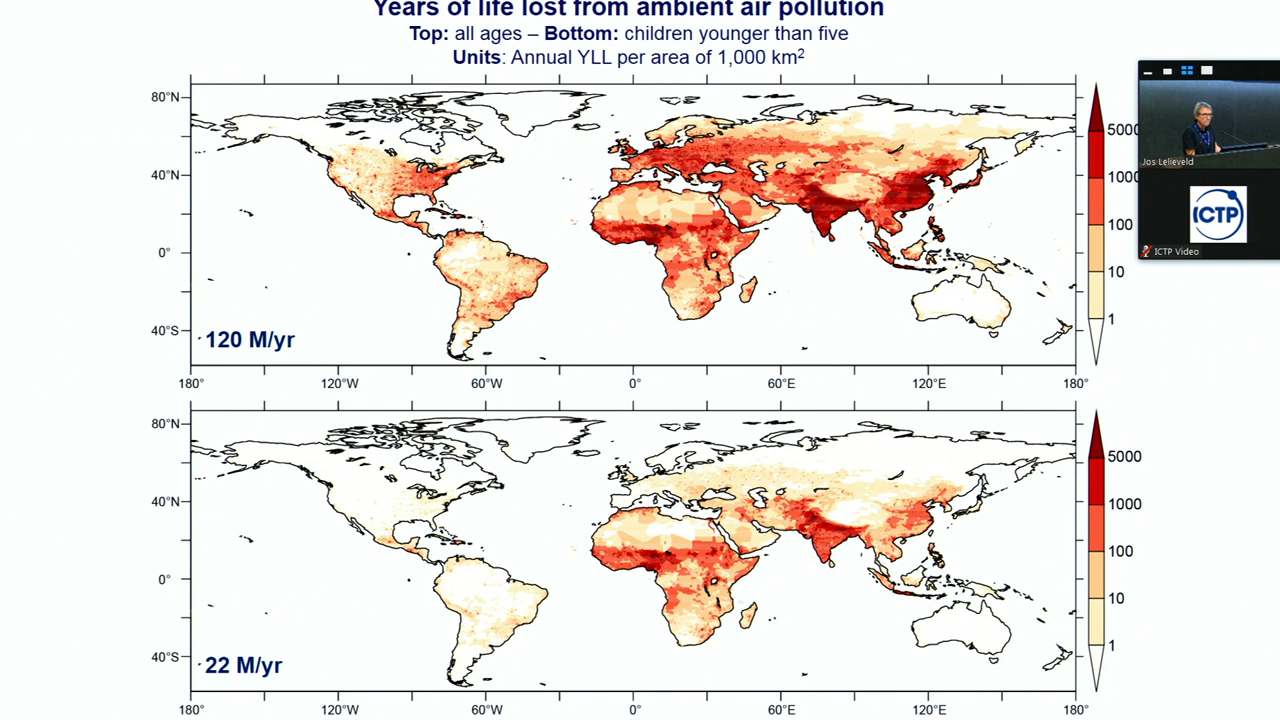 Years of life lost from ambient air pollution
Top: all ages – Bottom: children younger than five
Units: Annual YLL per area of 1,000 km²
80°N
40°N
0°
40°S
120 M/yr
180° 120°W 60°W 0° 60°E 120°E 180°
5000
1000
100
10
1
Jos Lelieveld
ICTP
ICTP Video
80°N
40°N
0°
40°S
22 M/yr
180° 120°W 60°W 0° 60°E 120°E 180°
5000
1000
100
10
1